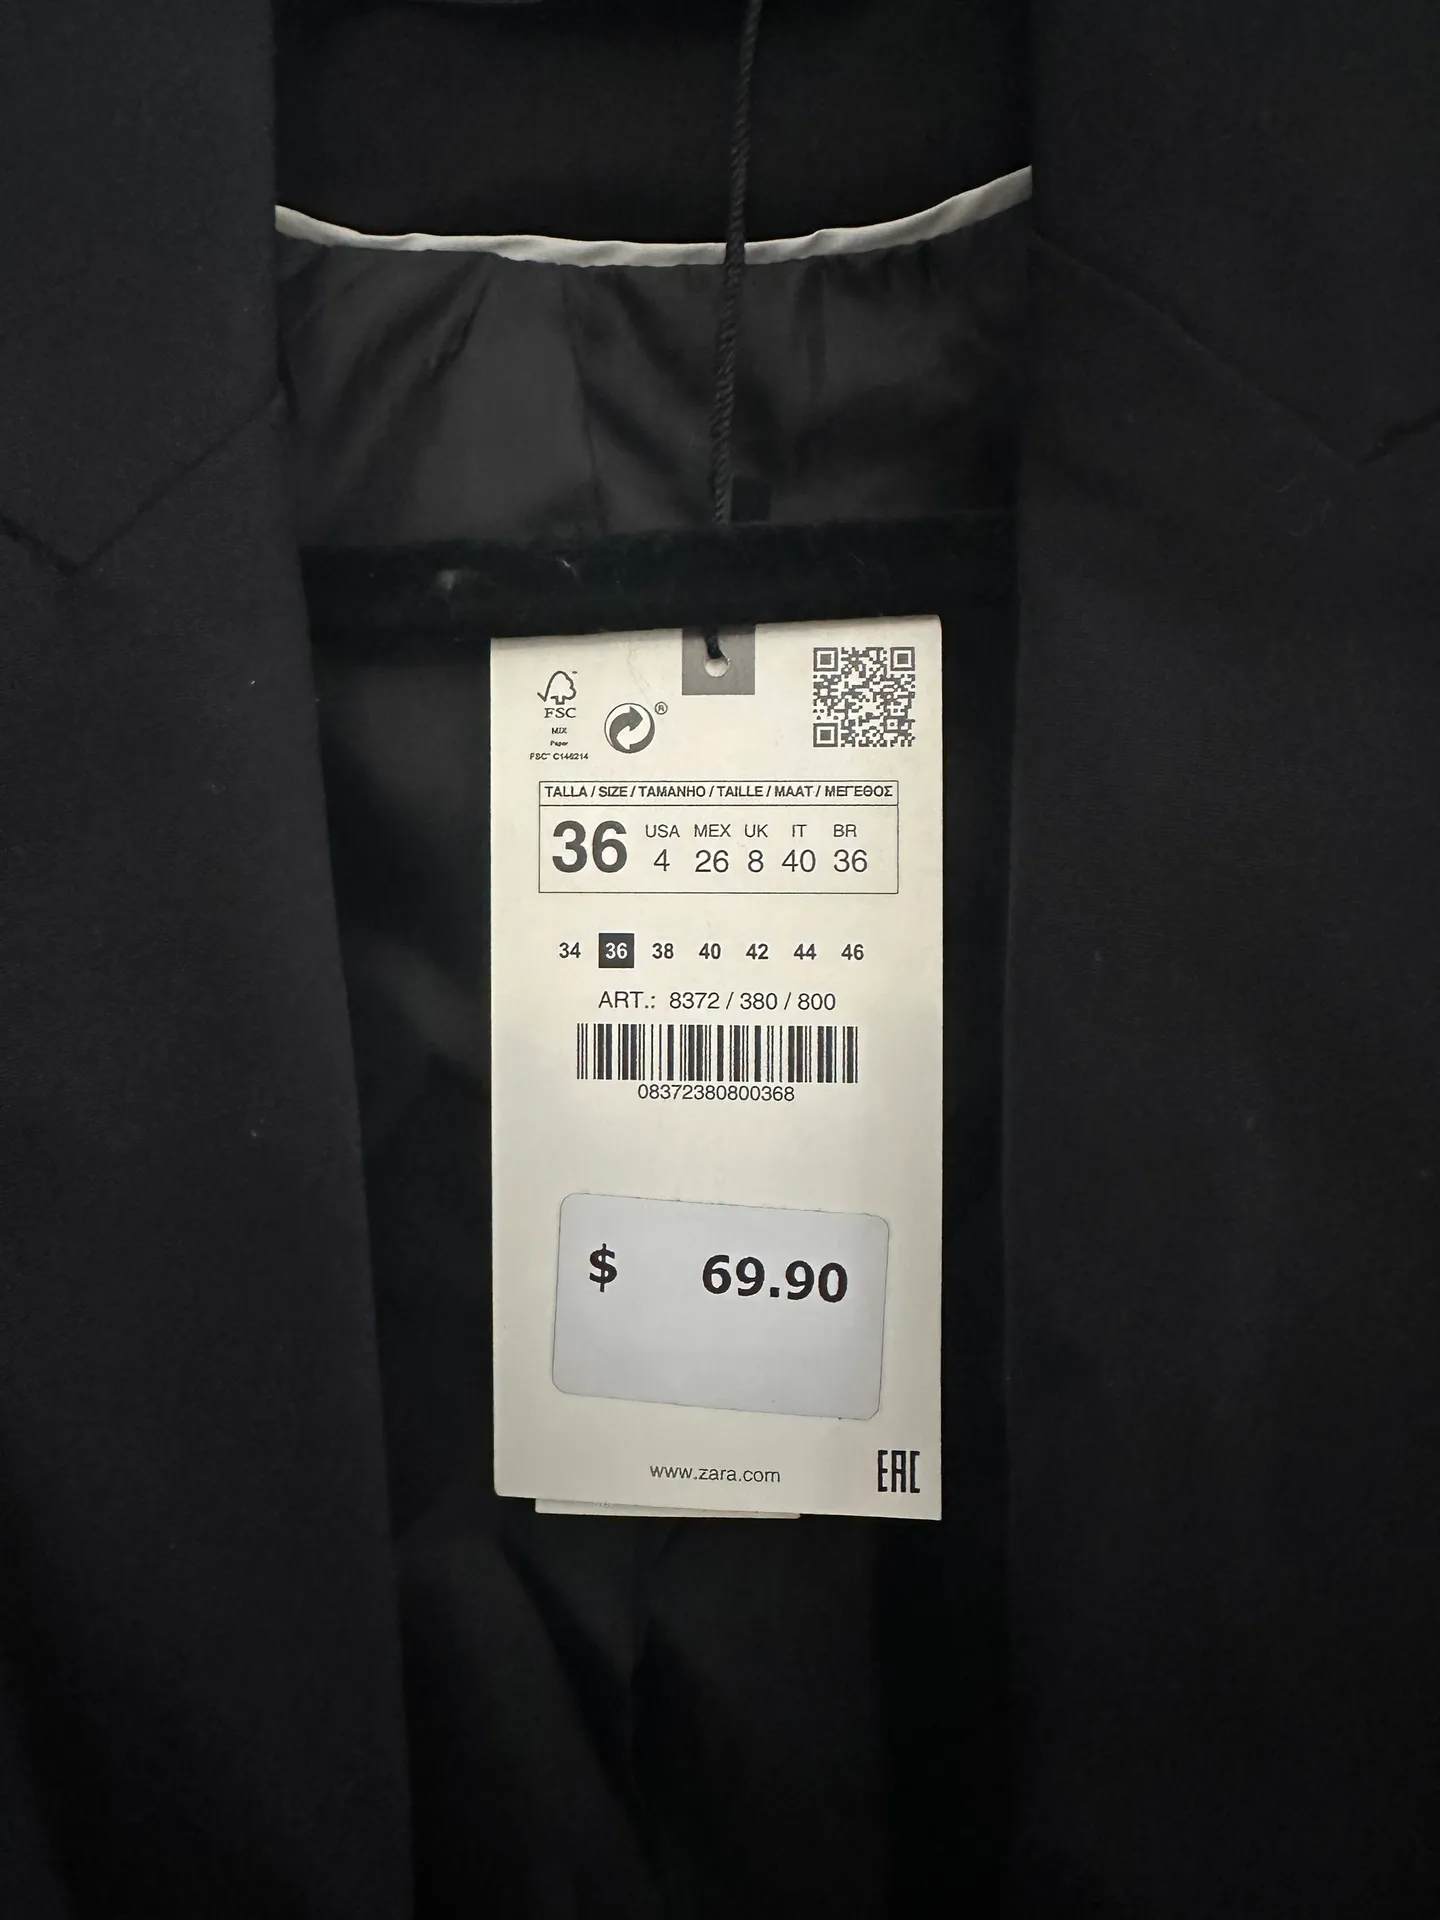 FSC
MIX
Paper
FSC™ C146214
®
TALLA / SIZE / TAMANHO / TAILLE / MAAT / ΜΕΓΕΘΟΣ
36 USA MEX UK IT BR
4 26 8 40 36
34 36 38 40 42 44 46
ART.: 8372 / 380 / 800
08372380800368
$ 69.90
www.zara.com
EAC